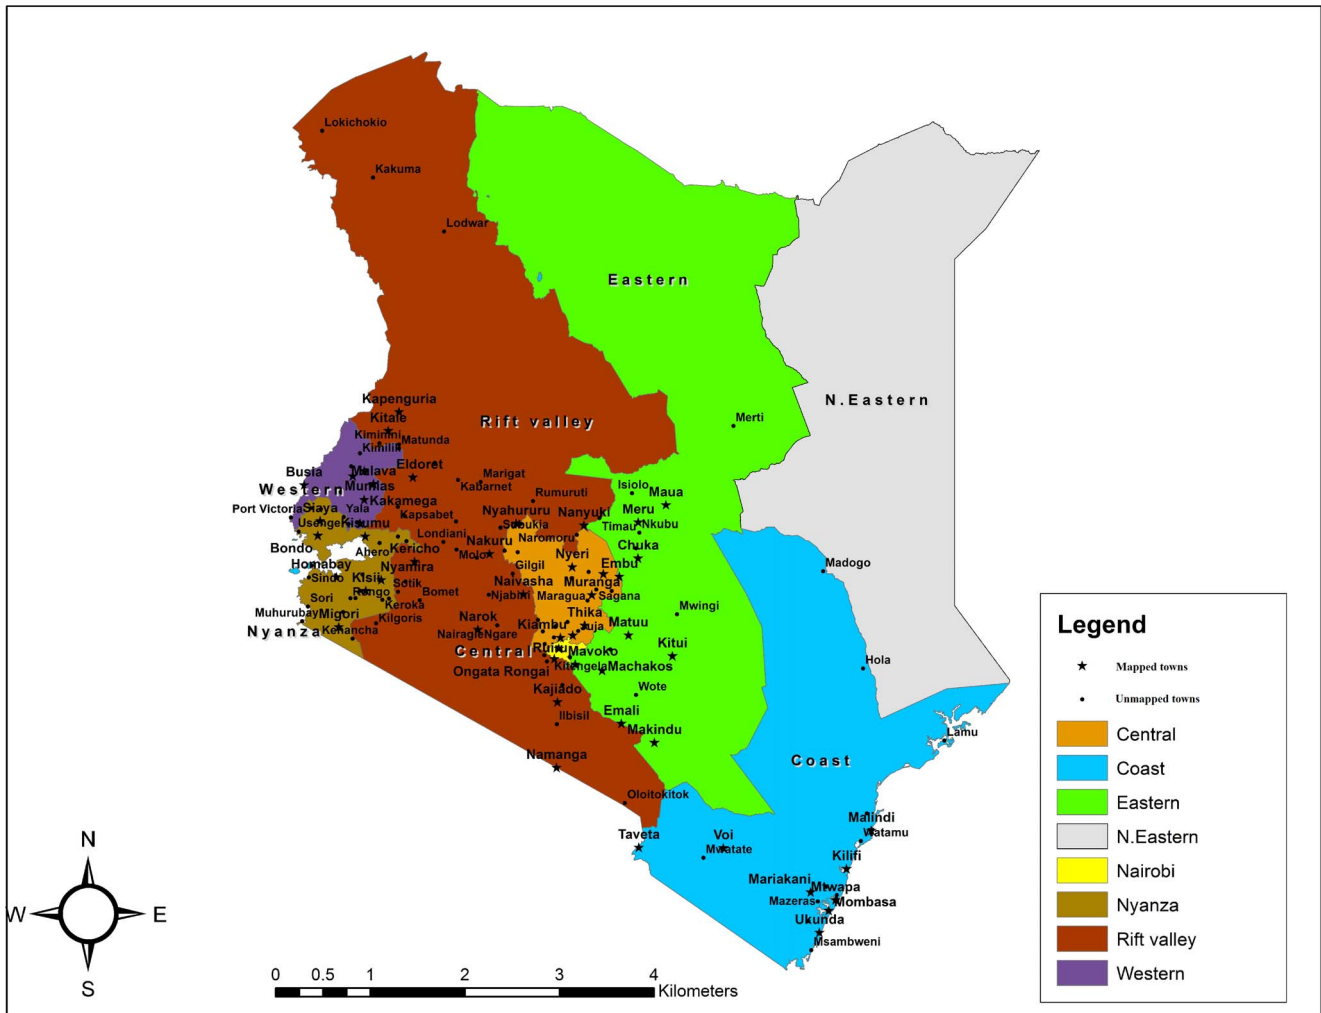 Lokichokio
Kakuma
Lodwar
Eastern
N.Eastern
Rift valley
Kapenguria
Kitale
Kiminini
Matunda
Kimilili
Merti
Eldoret
Malava
Marigat
Kabarnet
Busia
Western
Mumias
Kakamega
Isiolo
Maua
Rumuruti
Port Victoria
Siaya
Yala
Usenge
Kisumu
Kapsabet
Nyahururu
Subukia
Nanyuki
Meru
Timau
Nkubu
Londiani
Naromoru
Bondo
Ahero
Kericho
Nakuru
Molo
Chuka
Nyeri
Homabay
Nyamira
Gilgil
Embu
Madogo
Sindo
Kisii
Sotik
Naivasha
Muranga
Sori
Rongo
Bomet
Njabini
Maragua
Sagana
Keroka
Muhurubay
Migori
Kilgoris
Narok
Thika
Mwingi
Nyanza
Kehancha
Nairagie Ngare
Kiambu
Juja
Matuu
Central
Ruiru
Mavoko
Kitui
Ongata Rongai
Kitengela
Machakos
Hola
Kajiado
Wote
Ilbisil
Emali
Makindu
Lamu
Namanga
Coast
Oloitokitok
Malindi
Taveta
Voi
Watamu
Mwatate
Kilifi
Mariakani
Mtwapa
Mazeras
Mombasa
Ukunda
Msambweni
Legend
Mapped towns
Unmapped towns
Central
Coast
Eastern
N.Eastern
Nairobi
Nyanza
Rift valley
Western
N
W
E
S
0 0.5 1 2 3 4
Kilometers